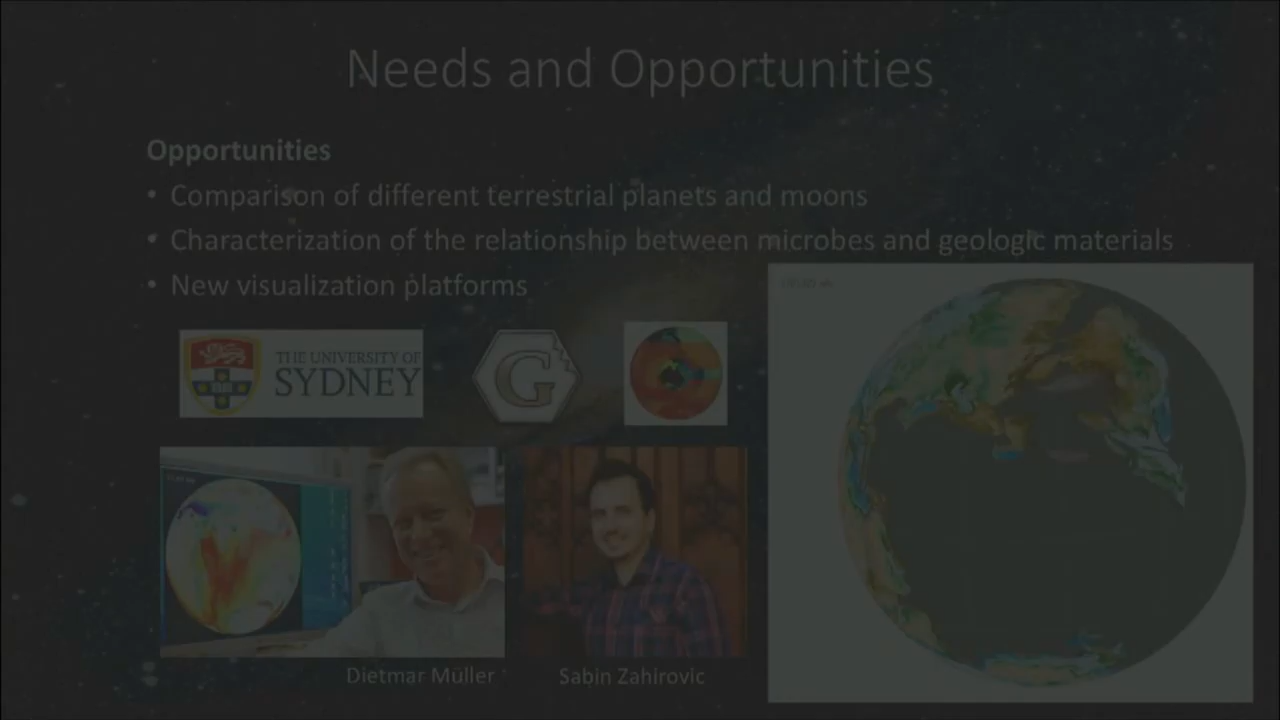 Needs and Opportunities
Opportunities
• Comparison of different terrestrial planets and moons
• Characterization of the relationship between microbes and geologic materials
• New visualization platforms
THE UNIVERSITY OF
SYDNEY
G
Dietmar Müller
Sabin Zahirovic